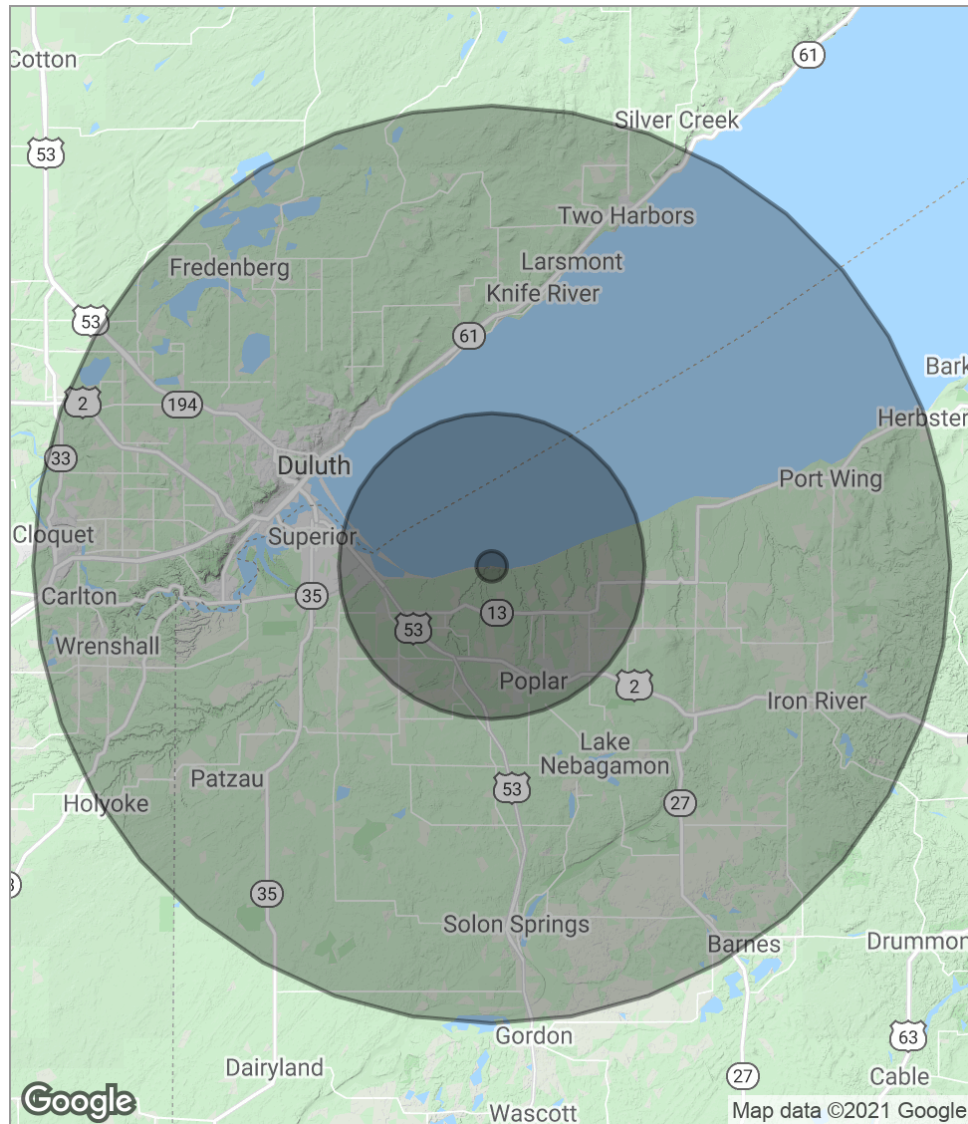 Cotton
61
Silver Creek
53
Two Harbors
Fredenberg
Larsmont
Knife River
53
61
Bark
2
194
Herbster
33
Duluth
Port Wing
Cloquet
Superior
Carlton
35
13
53
Wrenshall
Poplar
2
Iron River
Lake
Nebagamon
Patzau
53
27
Holyoke
35
Solon Springs
Barnes
Drummon
Gordon
63
Dairyland
27
Cable
Google
Wascott
Map data ©2021 Google